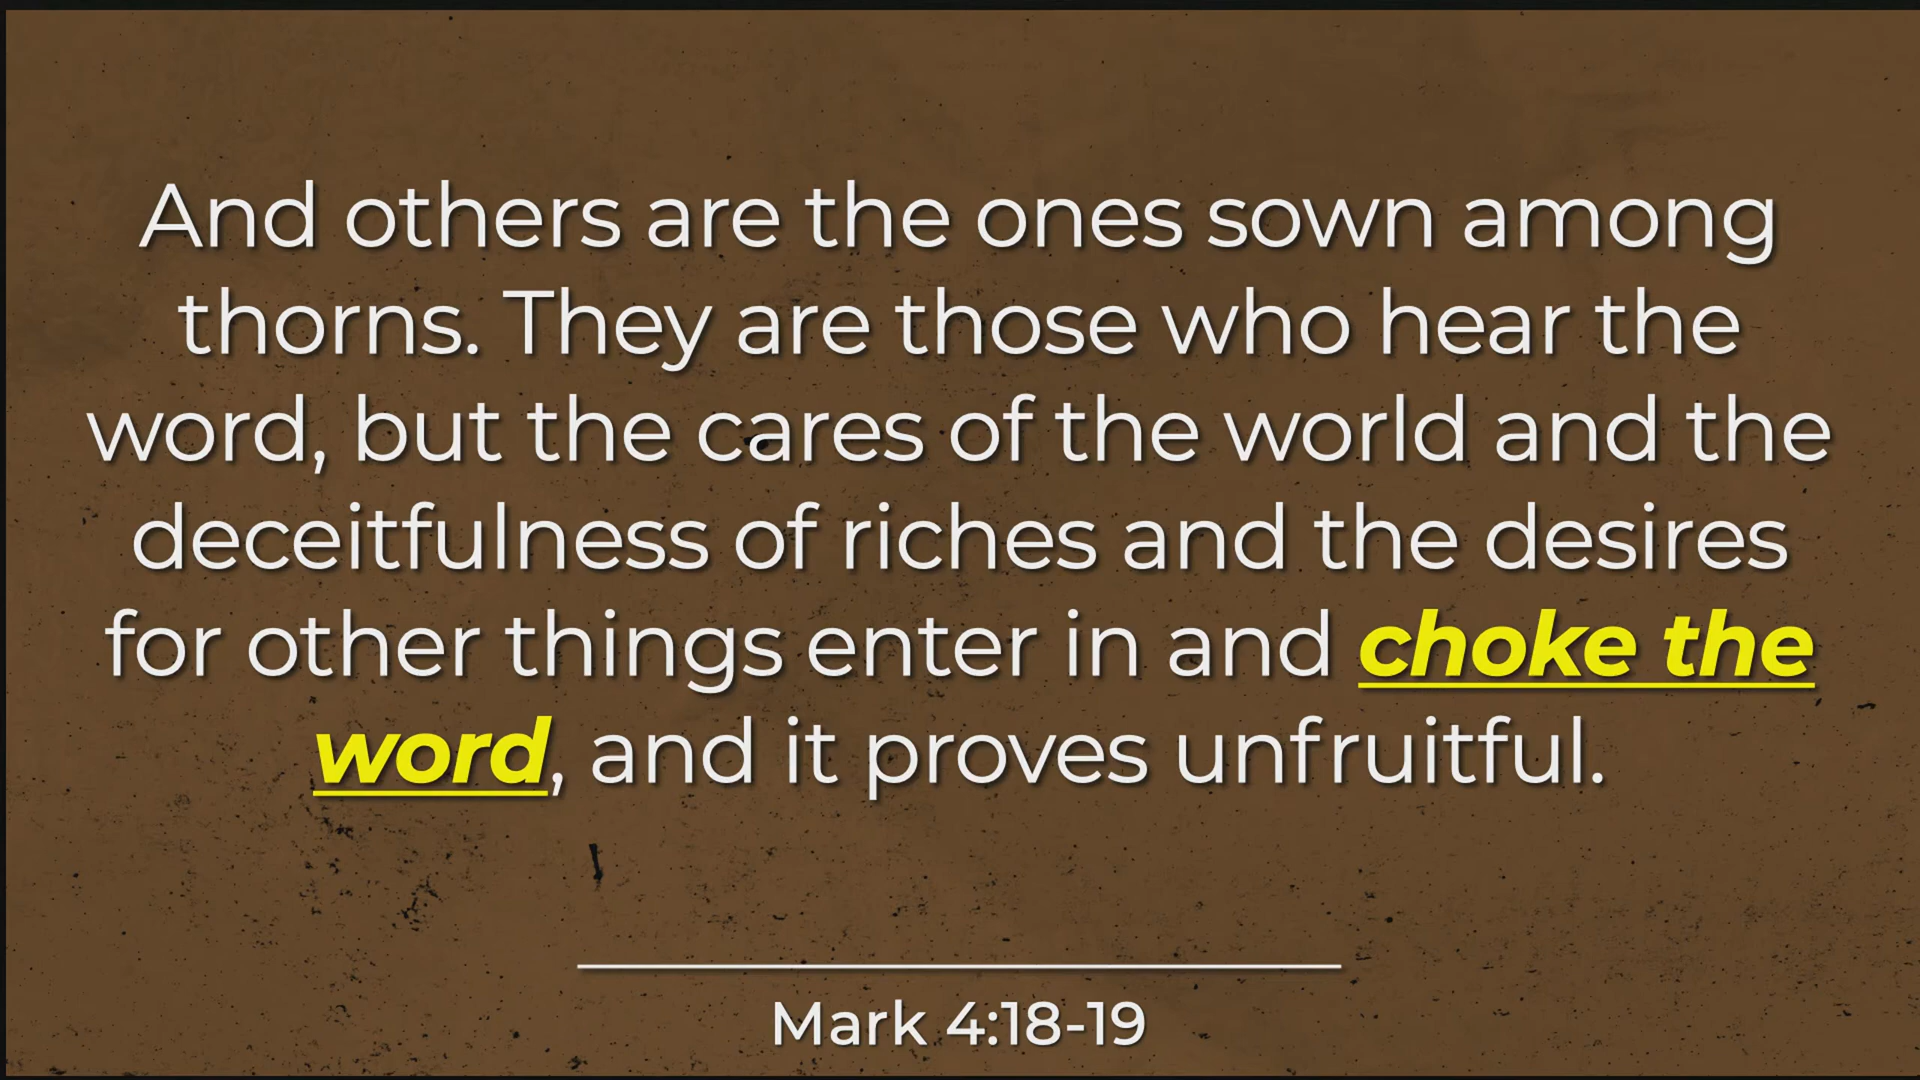 And others are the ones sown among
thorns. They are those who hear the
word, but the cares of the world and the
deceitfulness of riches and the desires
for other things enter in and choke the
word, and it proves unfruitful.
Mark 4:18-19